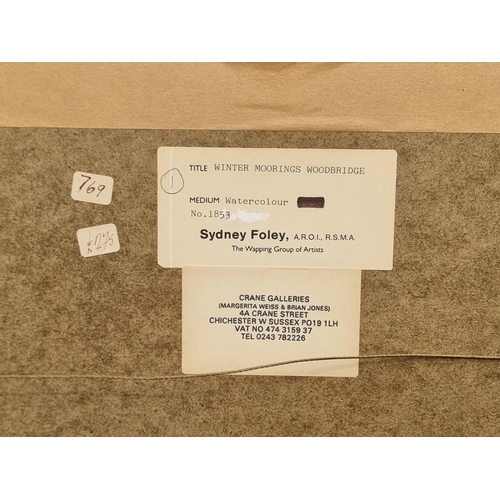 769
1
TITLE WINTER MOORINGS WOODBRIDGE
MEDIUM Watercolour
No.1853
Sydney Foley, A.R.O.I., R.S.M.A.
The Wapping Group of Artists
CRANE GALLERIES
(MARGERITA WEISS & BRIAN JONES)
4A CRANE STREET
CHICHESTER W SUSSEX PO19 1LH
VAT NO 474 3159 37
TEL 0243 782226